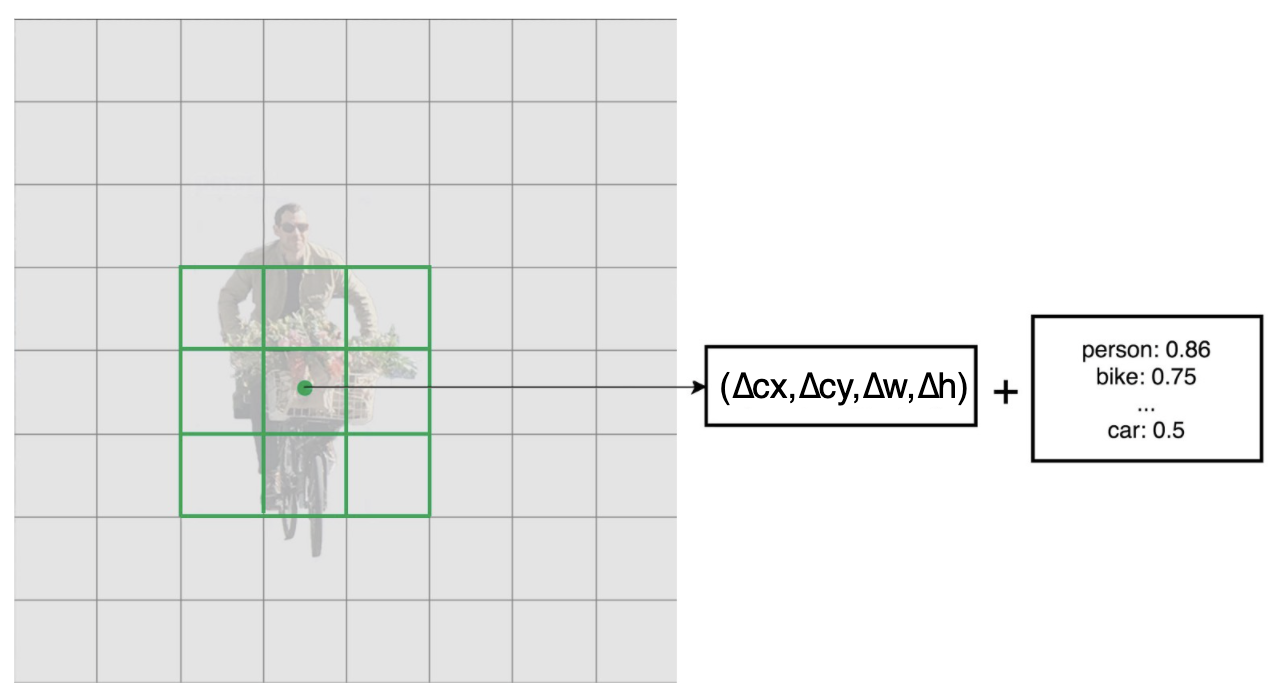 (Δcx,Δcy,Δw,Δh)
+
person: 0.86
bike: 0.75
...
car: 0.5